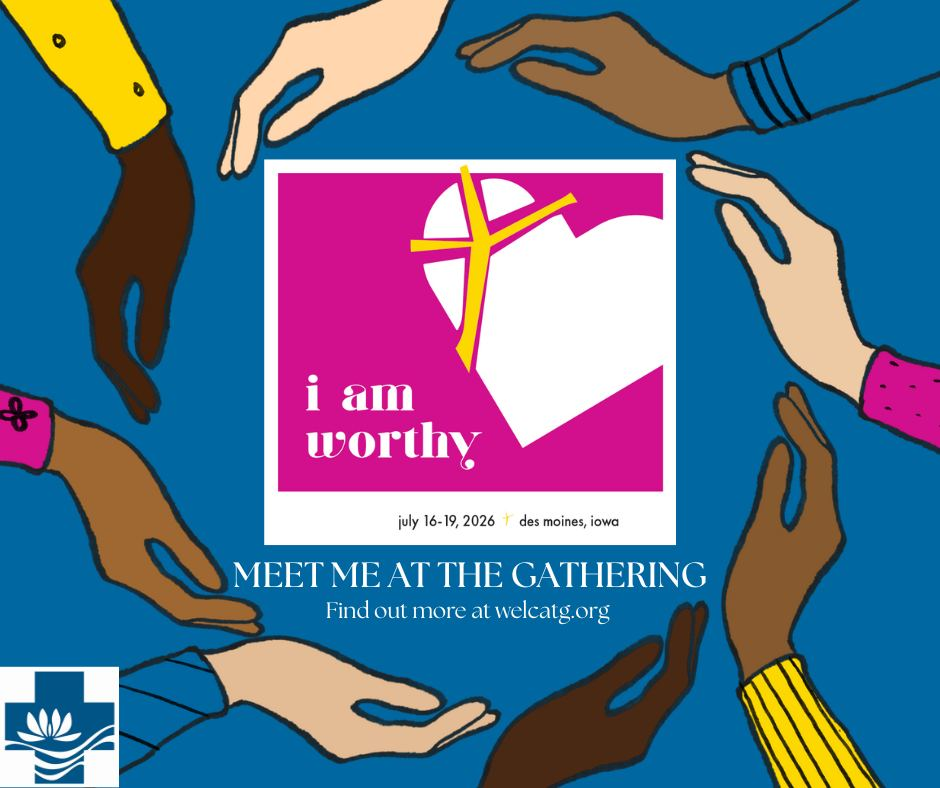 i am
worthy
july 16-19, 2026 des moines, iowa
MEET ME AT THE GATHERING
Find out more at welcatg.org